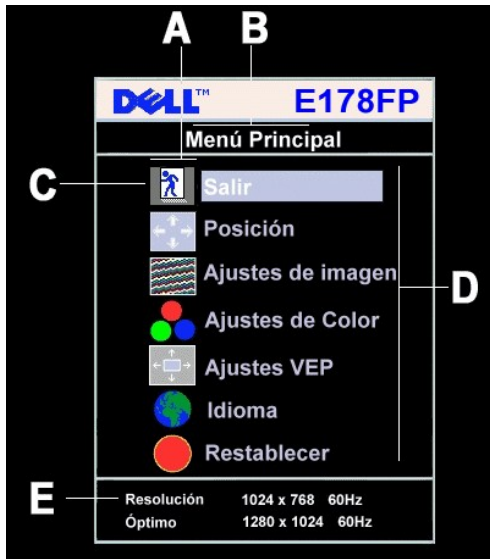 A B
DELL™ E178FP
Menú Principal
C Salir
Posición
Ajustes de imagen
D
Ajustes de Color
Ajustes VEP
Idioma
Restablecer
E Resolución 1024 x 768 60Hz
Óptimo 1280 x 1024 60Hz